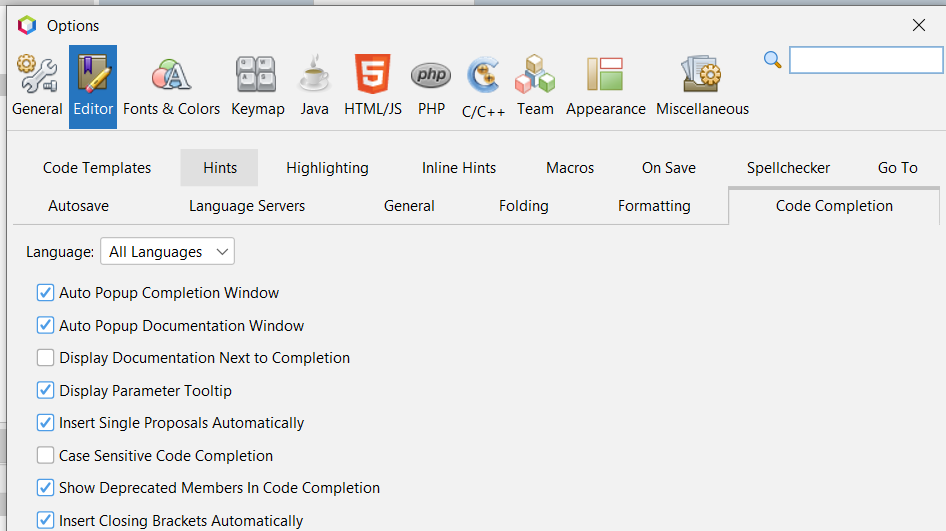 Options
General Editor Fonts & Colors Keymap Java HTML/JS PHP C/C++ Team Appearance Miscellaneous
Code Templates Hints Highlighting Inline Hints Macros On Save Spellchecker Go To
Autosave Language Servers General Folding Formatting Code Completion
Language: All Languages
Auto Popup Completion Window
Auto Popup Documentation Window
Display Documentation Next to Completion
Display Parameter Tooltip
Insert Single Proposals Automatically
Case Sensitive Code Completion
Show Deprecated Members In Code Completion
Insert Closing Brackets Automatically